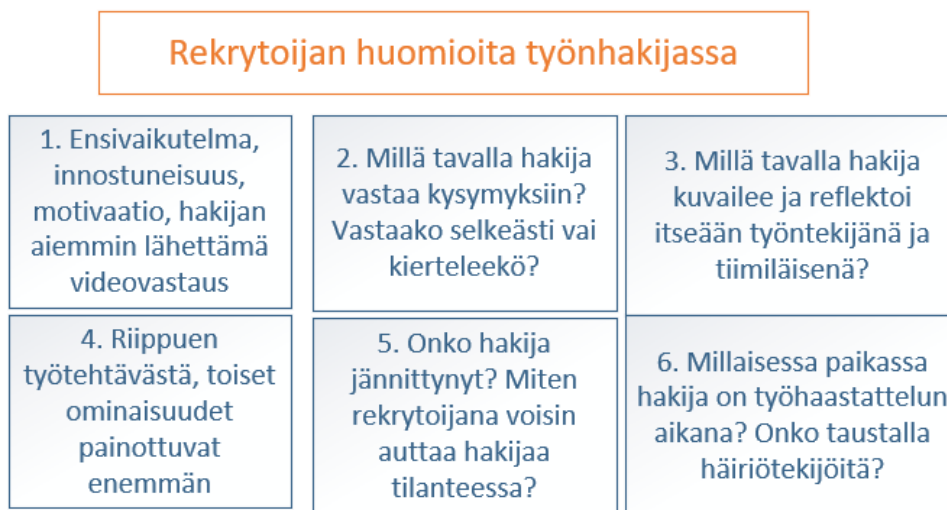 Rekrytoijan huomioita työnhakijassa
1. Ensivaikutelma,
innostuneisuus,
motivaatio, hakijan
aiemmin lähettämä
videovastaus
2. Millä tavalla hakija
vastaa kysymyksiin?
Vastaako selkeästi vai
kierteleekö?
3. Millä tavalla hakija
kuvailee ja reflektoi
itseään työntekijänä ja
tiimiläisenä?
4. Riippuen
työtehtävästä, toiset
ominaisuudet
painottuvat
enemmän
5. Onko hakija
jännittynyt? Miten
rekrytoijana voisin
auttaa hakijaa
tilanteessa?
6. Millaisessa paikassa
hakija on työhaastattelun
aikana? Onko taustalla
häiriötekijöitä?